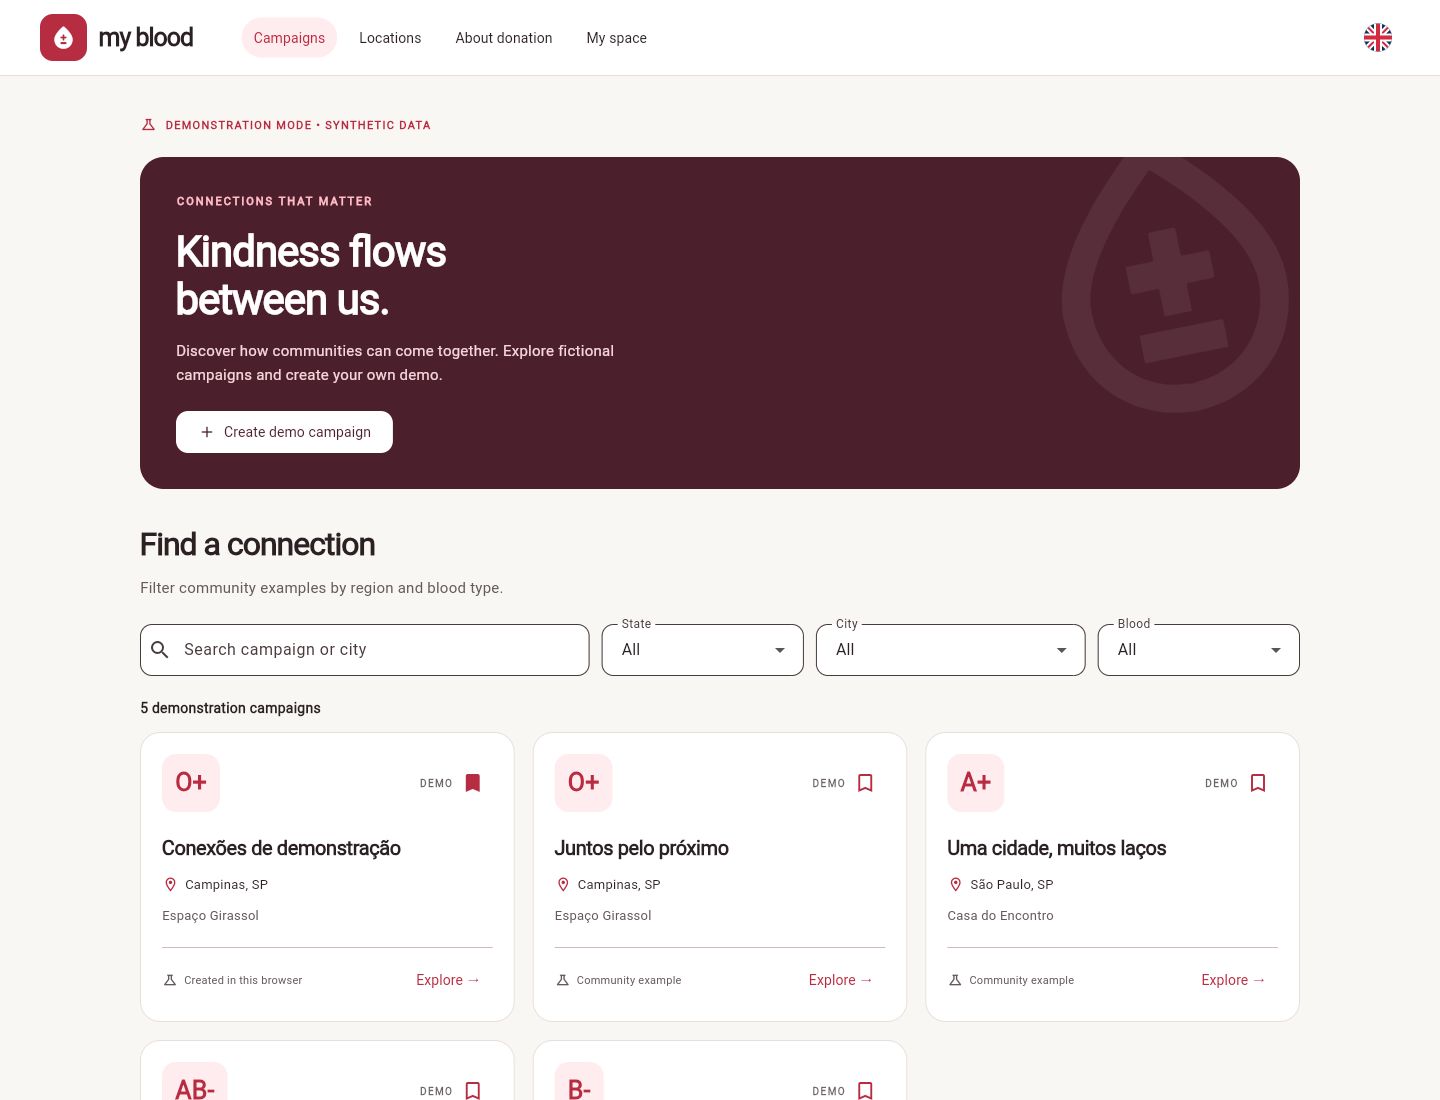 my blood
Campaigns
Locations
About donation
My space
DEMONSTRATION MODE • SYNTHETIC DATA
CONNECTIONS THAT MATTER
Kindness flows
between us.
Discover how communities can come together. Explore fictional
campaigns and create your own demo.
+ Create demo campaign
Find a connection
Filter community examples by region and blood type.
Search campaign or city
State
All
City
All
Blood
All
5 demonstration campaigns
O+
DEMO
Conexões de demonstração
Campinas, SP
Espaço Girassol
Created in this browser
Explore →
O+
DEMO
Juntos pelo próximo
Campinas, SP
Espaço Girassol
Community example
Explore →
A+
DEMO
Uma cidade, muitos laços
São Paulo, SP
Casa do Encontro
Community example
Explore →
AB-
DEMO
B-
DEMO